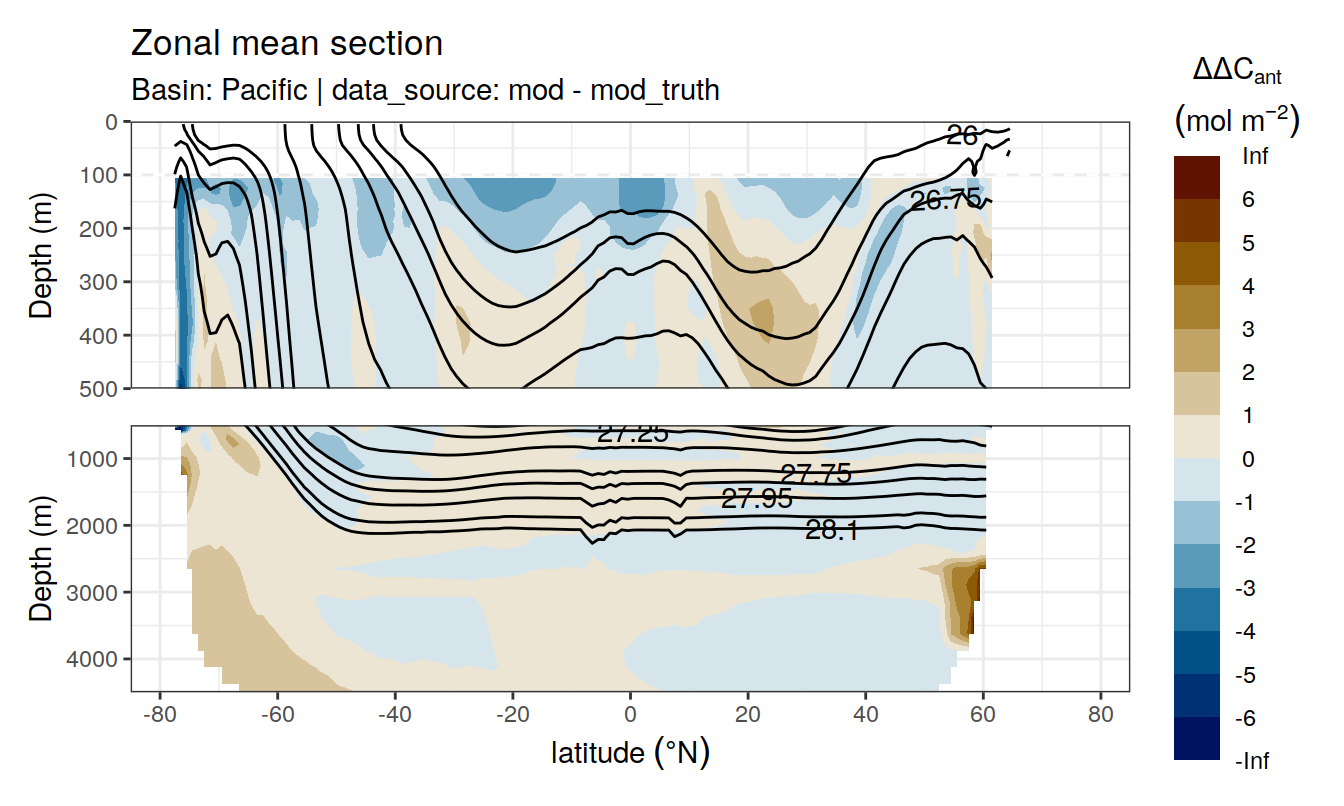 Zonal mean section
Basin: Pacific | data_source: mod - mod_truth
ΔΔC_ant
(mol m⁻²)
Inf
6
5
4
3
2
1
0
-1
-2
-3
-4
-5
-6
-Inf
Depth (m)
0
100
200
300
400
500
26
26.75
Depth (m)
1000
2000
3000
4000
27.25
27.75
27.95
28.1
-80 -60 -40 -20 0 20 40 60 80
latitude (°N)